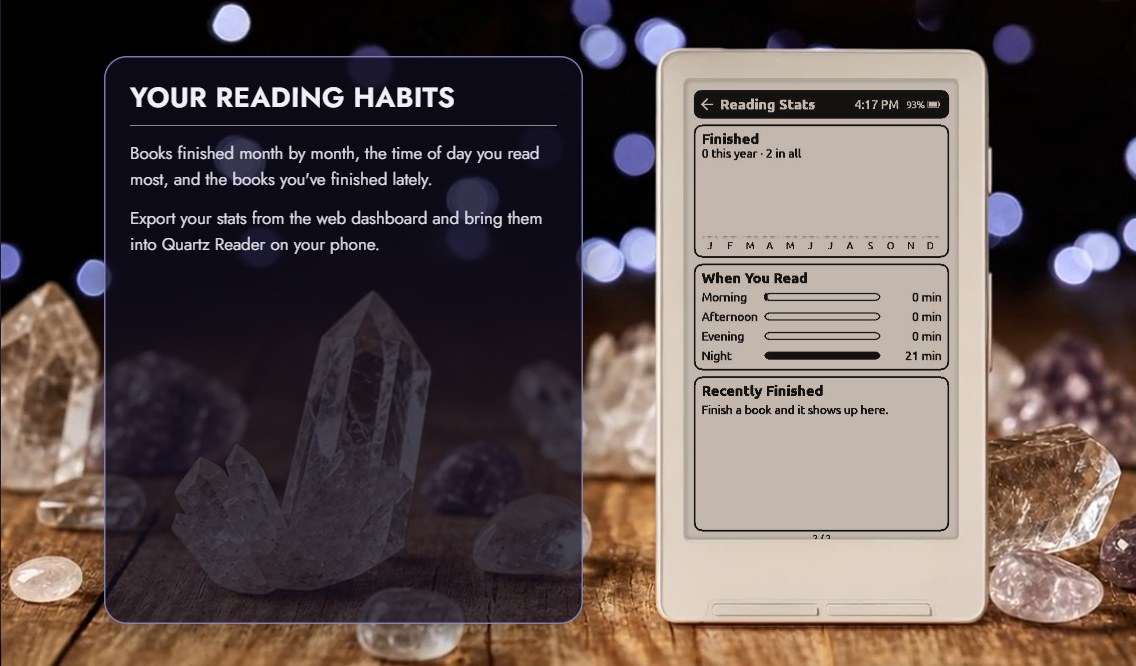 YOUR READING HABITS
Books finished month by month, the time of day you read
most, and the books you've finished lately.
Export your stats from the web dashboard and bring them
into Quartz Reader on your phone.
← Reading Stats 4:17 PM 93%
Finished
0 this year · 2 in all
J F M A M J J A S O N D
When You Read
Morning 0 min
Afternoon 0 min
Evening 0 min
Night 21 min
Recently Finished
Finish a book and it shows up here.